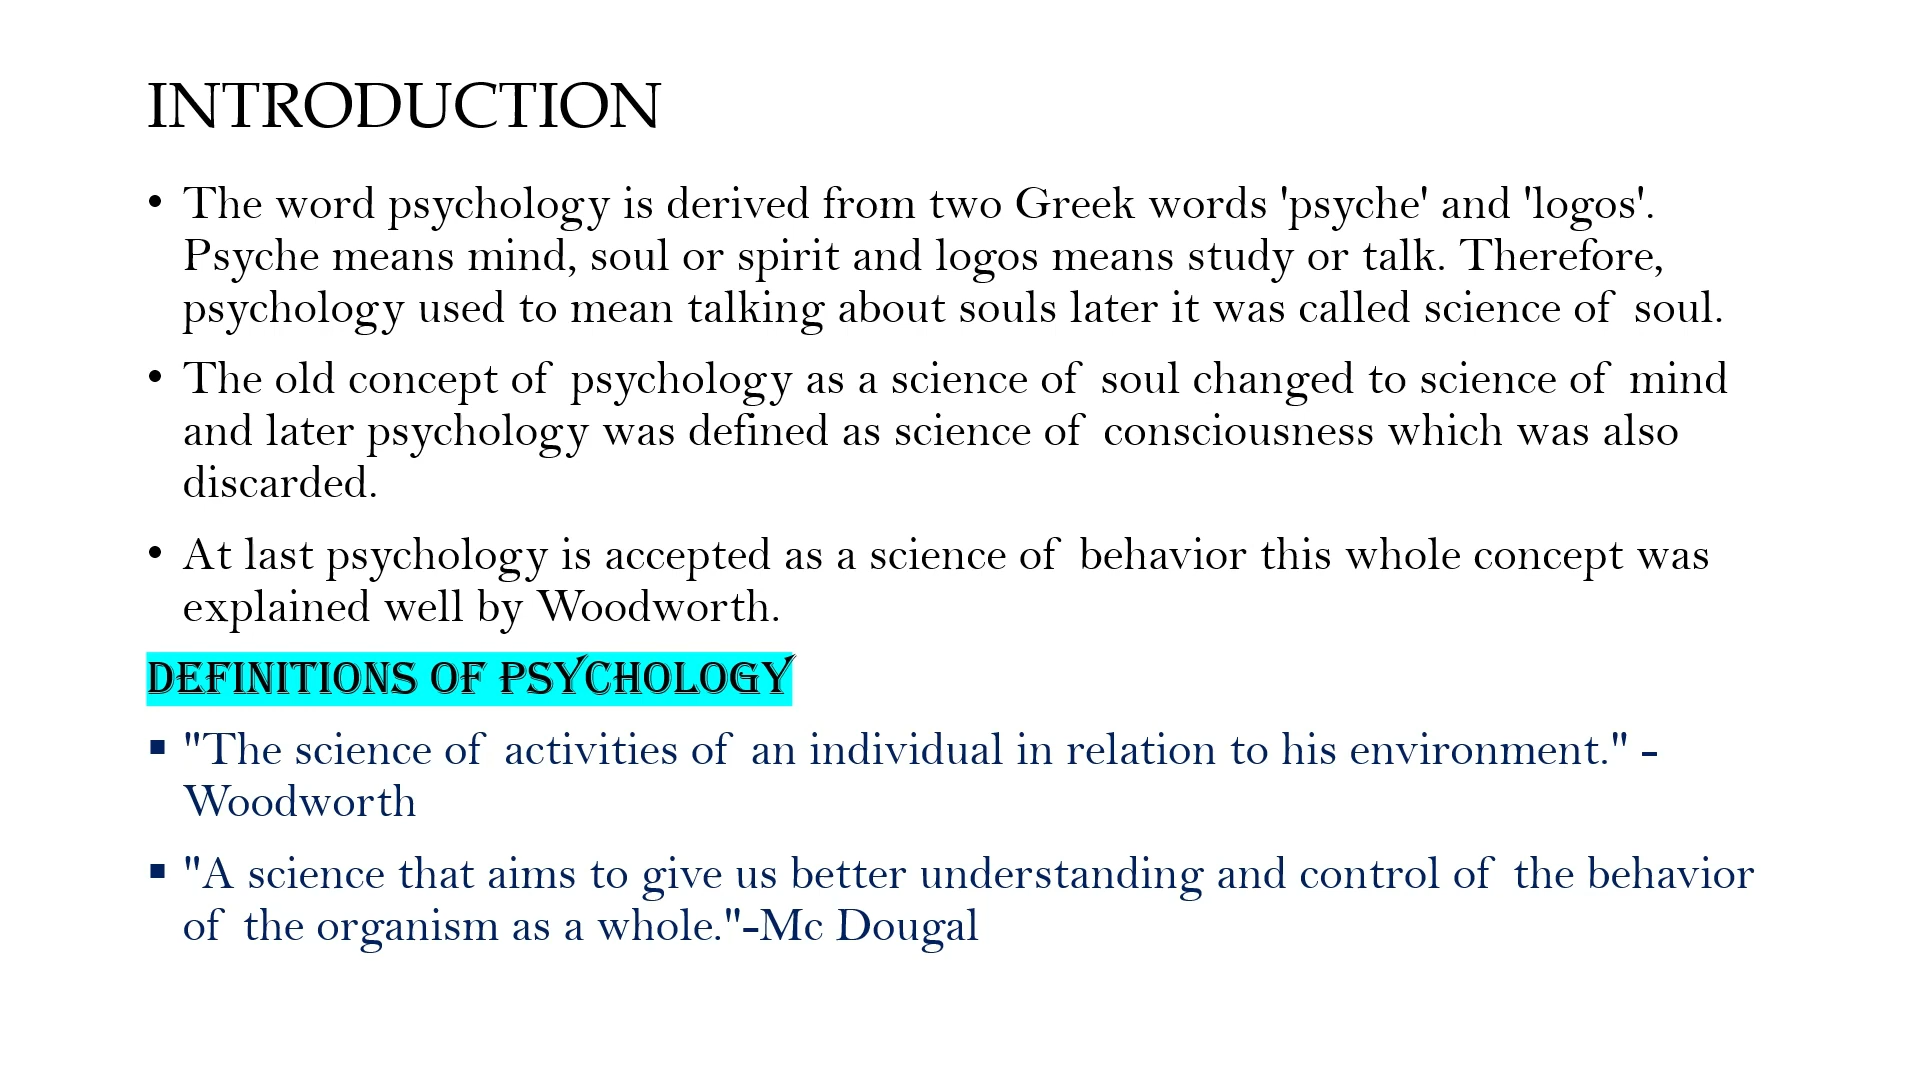 INTRODUCTION
• The word psychology is derived from two Greek words 'psyche' and 'logos'.
Psyche means mind, soul or spirit and logos means study or talk. Therefore,
psychology used to mean talking about souls later it was called science of soul.
• The old concept of psychology as a science of soul changed to science of mind
and later psychology was defined as science of consciousness which was also
discarded.
• At last psychology is accepted as a science of behavior this whole concept was
explained well by Woodworth.
DEFINITIONS OF PSYCHOLOGY
▪ "The science of activities of an individual in relation to his environment." -
Woodworth
▪ "A science that aims to give us better understanding and control of the behavior
of the organism as a whole."-Mc Dougal